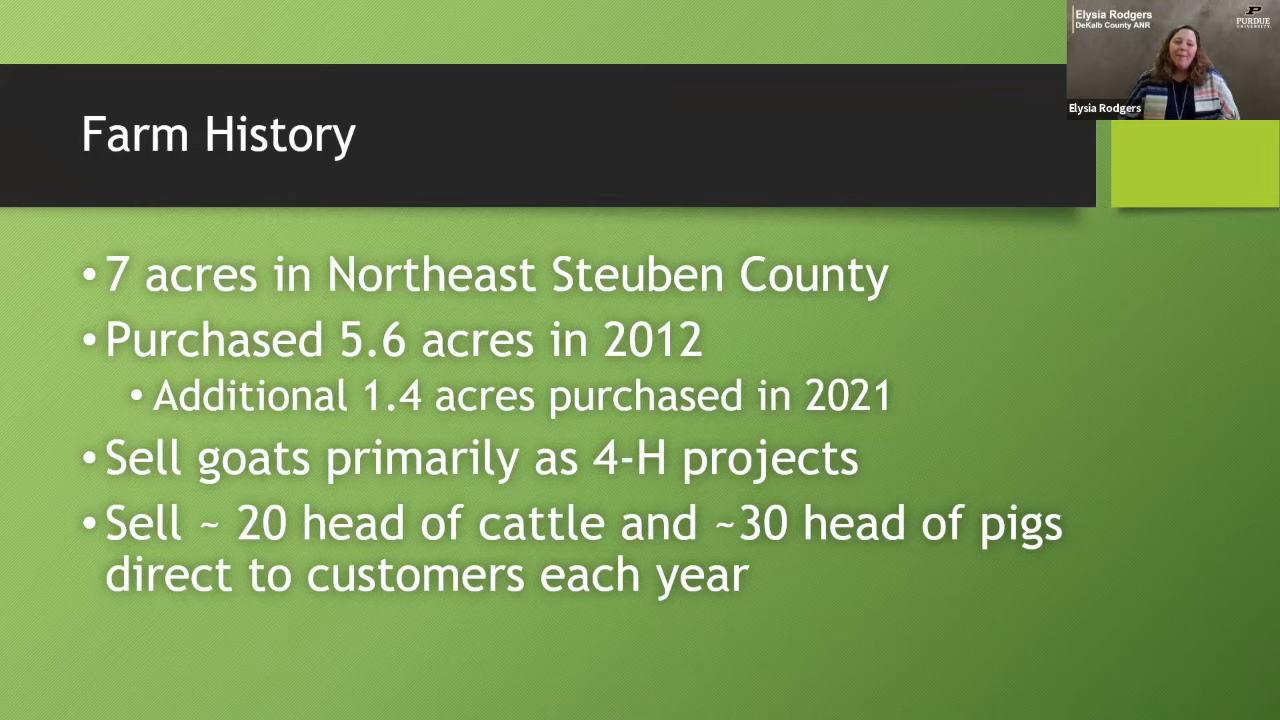 Elysia Rodgers
DeKalb County ANR
P
PURDUE
UNIVERSITY
Elysia Rodgers
Farm History
• 7 acres in Northeast Steuben County
• Purchased 5.6 acres in 2012
• Additional 1.4 acres purchased in 2021
• Sell goats primarily as 4-H projects
• Sell ~ 20 head of cattle and ~30 head of pigs
direct to customers each year